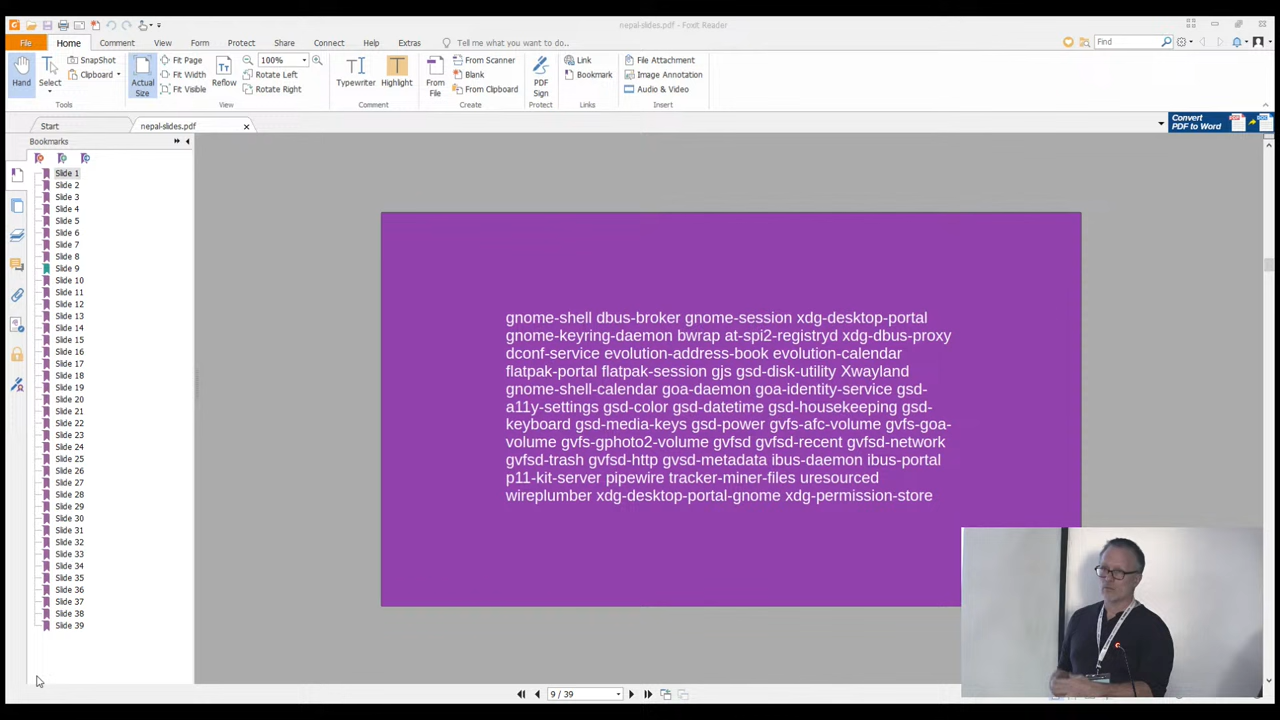 nepal-slides.pdf - Foxit Reader
File Home Comment View Form Protect Share Connect Help Extras Tell me what you want to do.. Find
Hand
Select
SnapShot
Clipboard
Tools
Actual
Size
Fit Page
Fit Width
Fit Visible
Reflow
100%
Rotate Left
Rotate Right
View
Typewriter
Highlight
Comment
From
File
From Scanner
Blank
From Clipboard
Create
PDF
Sign
Protect
Link
Bookmark
Links
File Attachment
Image Annotation
Audio & Video
Insert
Start
nepal-slides.pdf
Convert
PDF to Word
Bookmarks
Slide 1
Slide 2
Slide 3
Slide 4
Slide 5
Slide 6
Slide 7
Slide 8
Slide 9
Slide 10
Slide 11
Slide 12
Slide 13
Slide 14
Slide 15
Slide 16
Slide 17
Slide 18
Slide 19
Slide 20
Slide 21
Slide 22
Slide 23
Slide 24
Slide 25
Slide 26
Slide 27
Slide 28
Slide 29
Slide 30
Slide 31
Slide 32
Slide 33
Slide 34
Slide 35
Slide 36
Slide 37
Slide 38
Slide 39
gnome-shell dbus-broker gnome-session xdg-desktop-portal
gnome-keyring-daemon bwrap at-spi2-registryd xdg-dbus-proxy
dconf-service evolution-address-book evolution-calendar
flatpak-portal flatpak-session gjs gsd-disk-utility Xwayland
gnome-shell-calendar goa-daemon goa-identity-service gsd-
a11y-settings gsd-color gsd-datetime gsd-housekeeping gsd-
keyboard gsd-media-keys gsd-power gvfs-afc-volume gvfs-goa-
volume gvfs-gphoto2-volume gvfsd gvfsd-recent gvfsd-network
gvfsd-trash gvfsd-http gvsd-metadata ibus-daemon ibus-portal
p11-kit-server pipewire tracker-miner-files uresourced
wireplumber xdg-desktop-portal-gnome xdg-permission-store
9 / 39